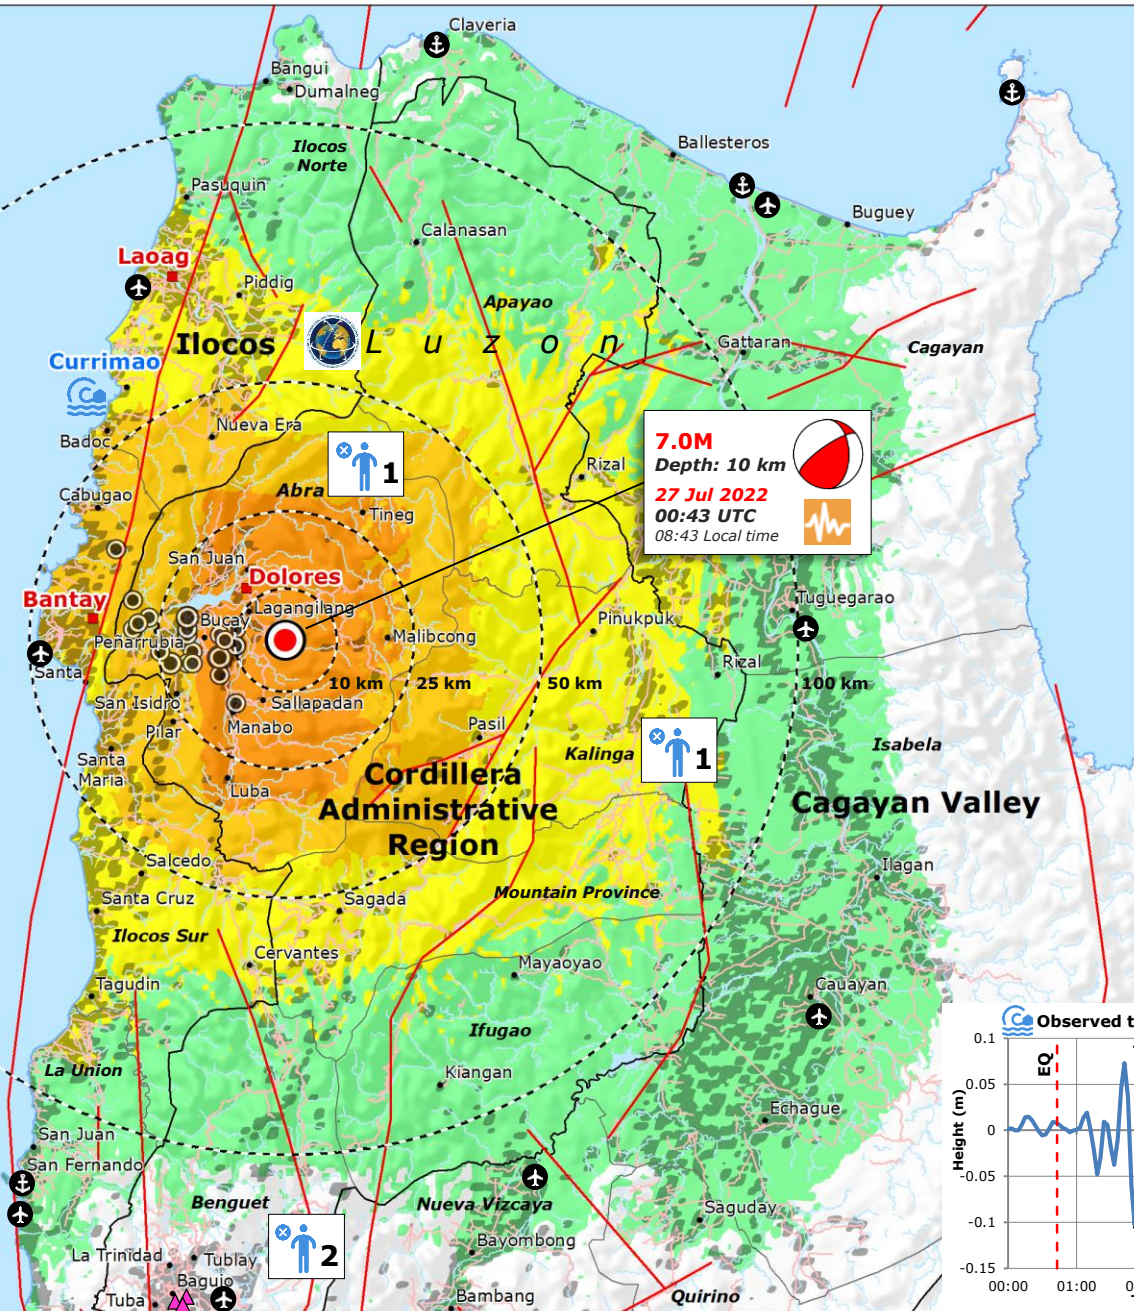 Claveria
Bangui
Dumalneg
Ilocos
Norte
Ballesteros
Pasuquin
Buguey
Calanasan
Laoag
Piddig
Apayao
Ilocos
Luzon
Gattaran
Cagayan
Currimao
Badoc
Nueva Era
7.0M
Depth: 10 km
27 Jul 2022
00:43 UTC
08:43 Local time
Rizal
1
Abra
Cabugao
Tineg
San Juan
Dolores
Bantay
Lagangilang
Tuguegarao
Bucay
Peñarrubia
Malibcong
Pinukpuk
Santa
Rizal
10 km
25 km
50 km
100 km
San Isidro
Sallapadan
Pilar
Manabo
Pasil
Kalinga
1
Isabela
Santa
Maria
Luba
Cordillera
Administrative
Region
Cagayan Valley
Salcedo
Ilagan
Santa Cruz
Sagada
Mountain Province
Ilocos Sur
Cervantes
Mayaoyao
Tagudin
Cauayan
Ifugao
La Union
Kiangan
Echague
San Juan
San Fernando
Benguet
Nueva Vizcaya
Saguday
2
La Trinidad
Tublay
Bayombong
Baguio
Tuba
Bambang
Quirino
Observed t
0.1
EQ
0.05
Height (m)
0
-0.05
-0.1
-0.15
00:00
01:00
0